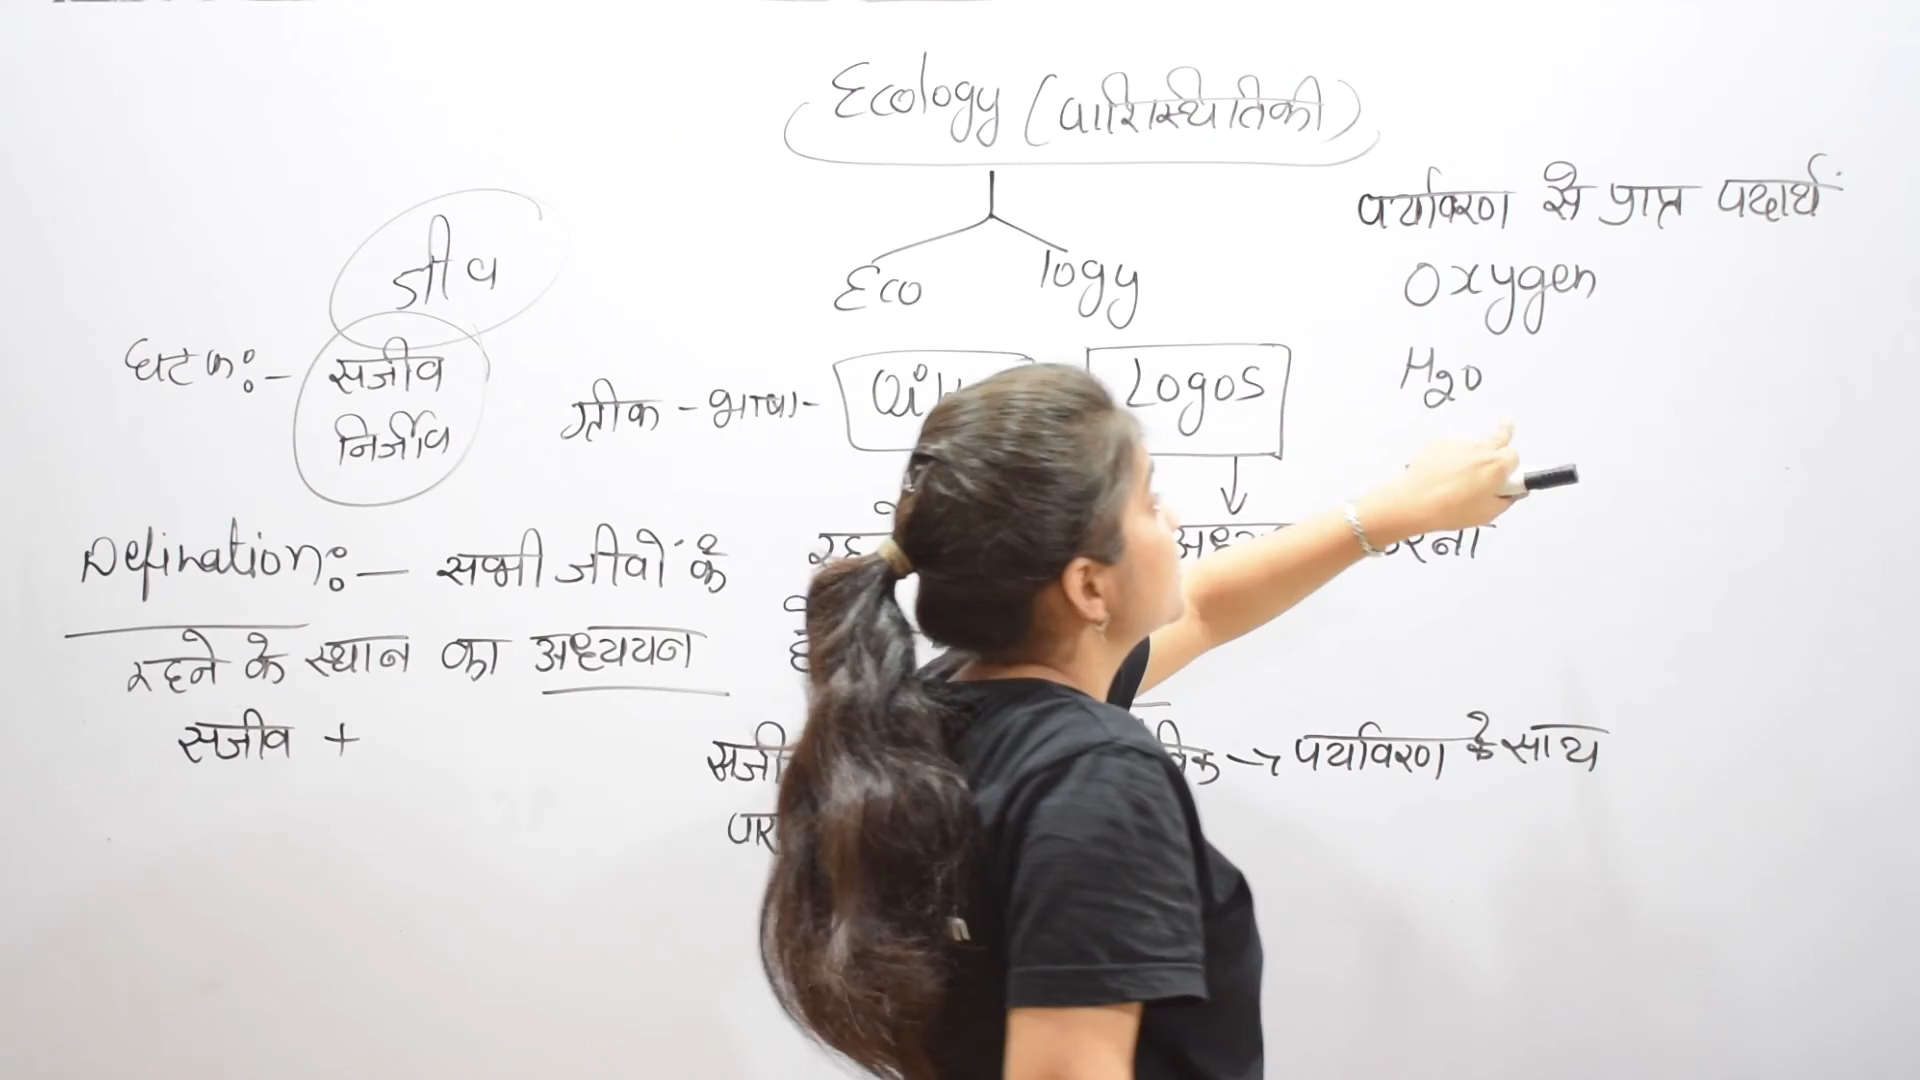 Ecology (पारिस्थितिकी)
पर्यावरण से प्राप्त पदार्थ
Eco logy
Oxygen
H2O
जीव
घटक:- सजीव
निर्जीव
ग्रीक - भाषा-
Logos
Defination:- सभी जीवों के
करना
रहने के स्थान का अध्ययन
सजीव +
→ पर्यावरण के साथ